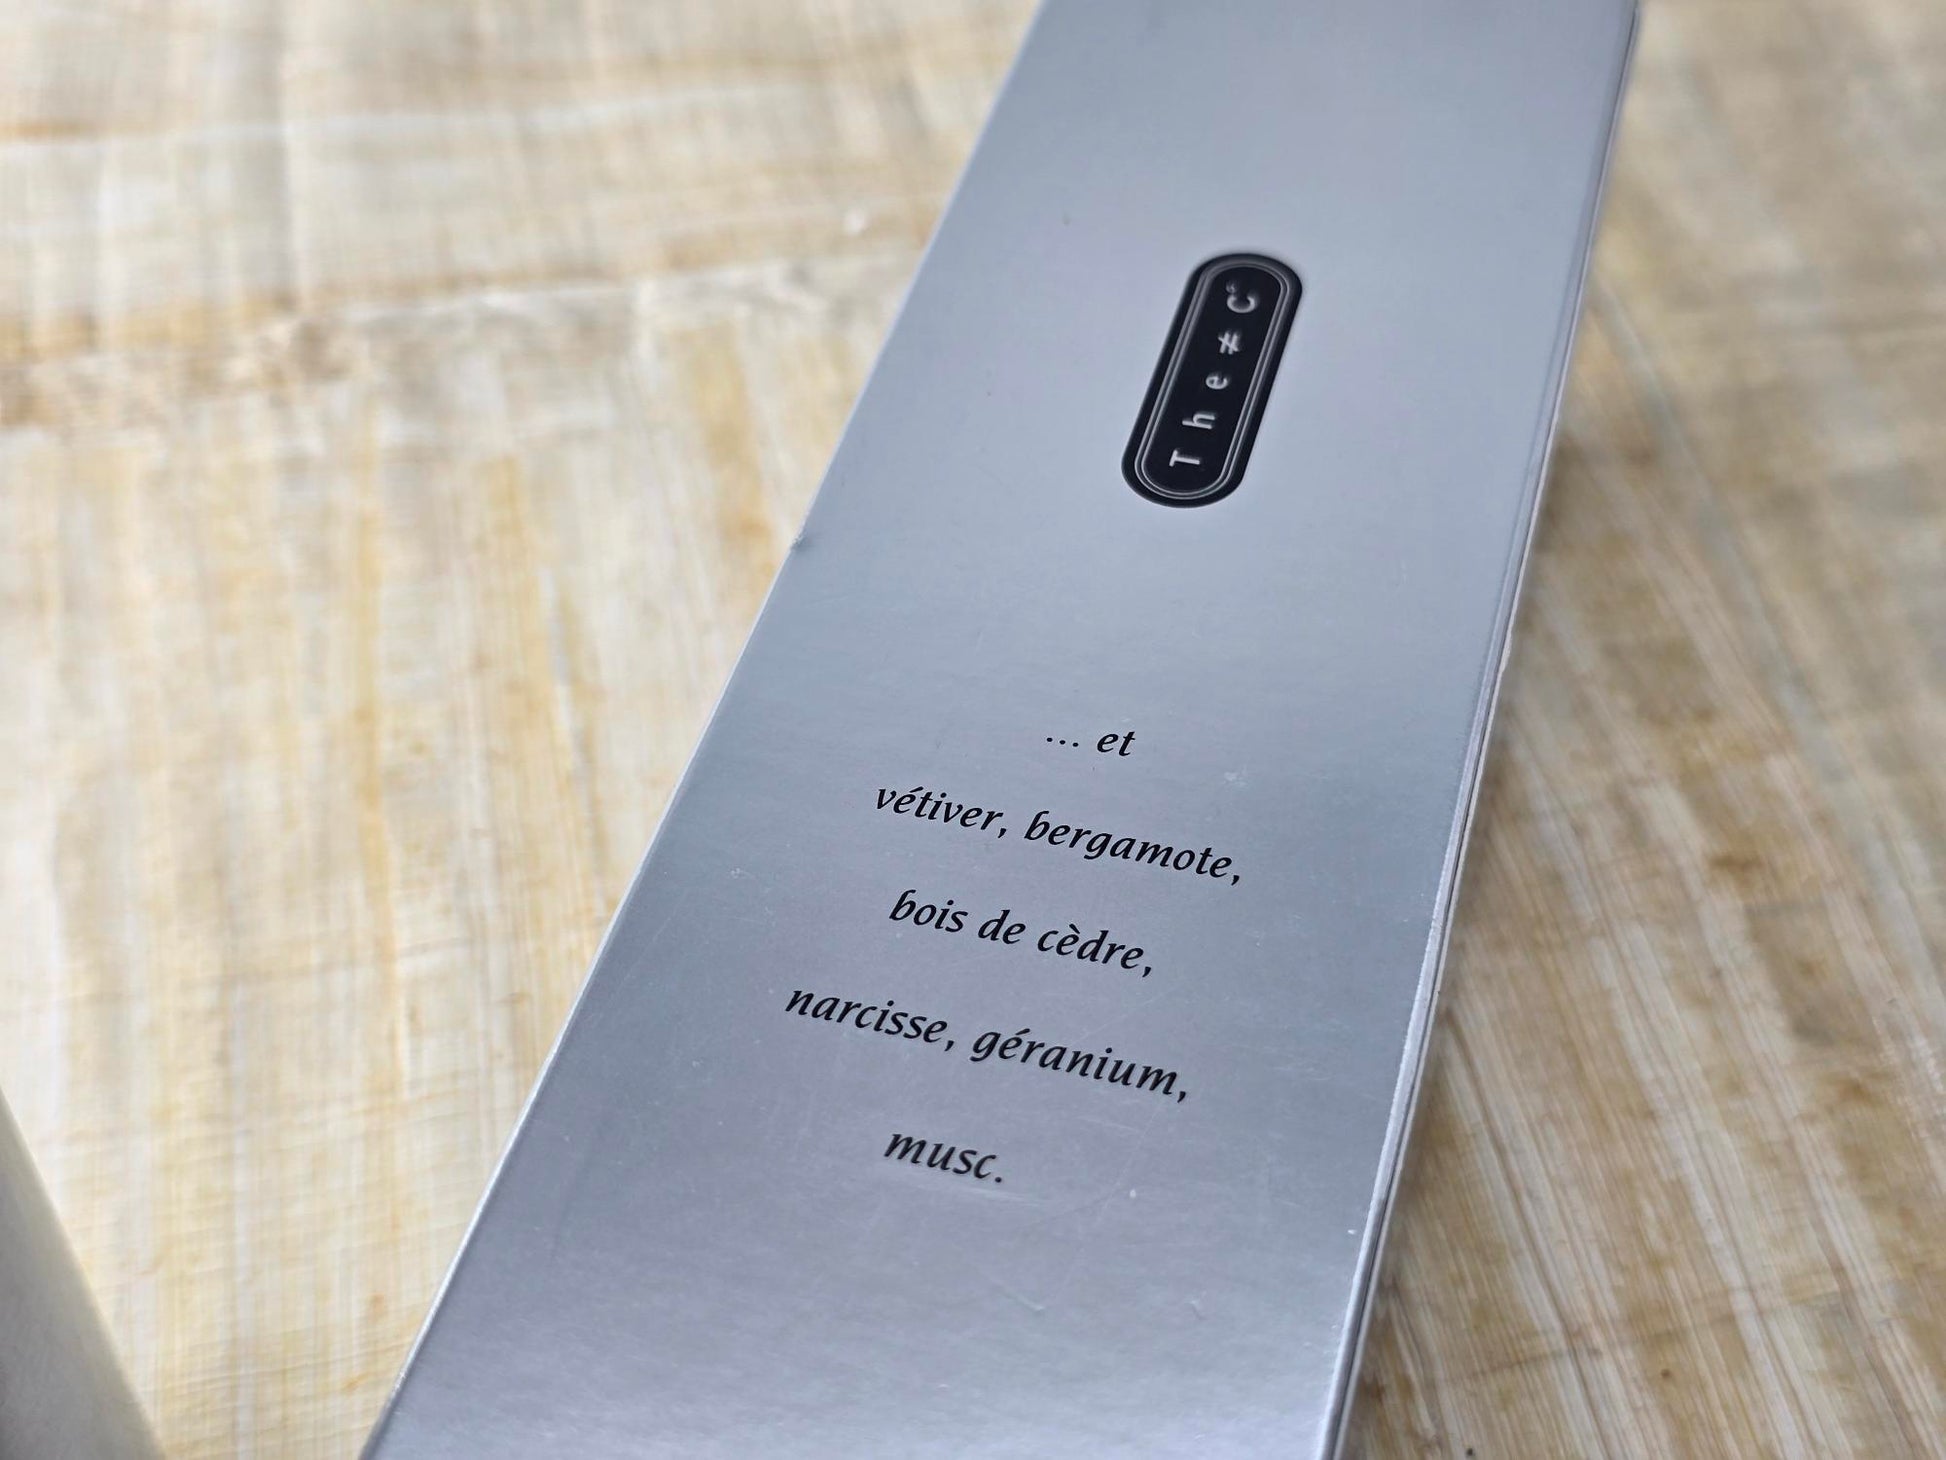 The≠C°
... et
vétiver, bergamote,
bois de cèdre,
narcisse, géranium,
musc.